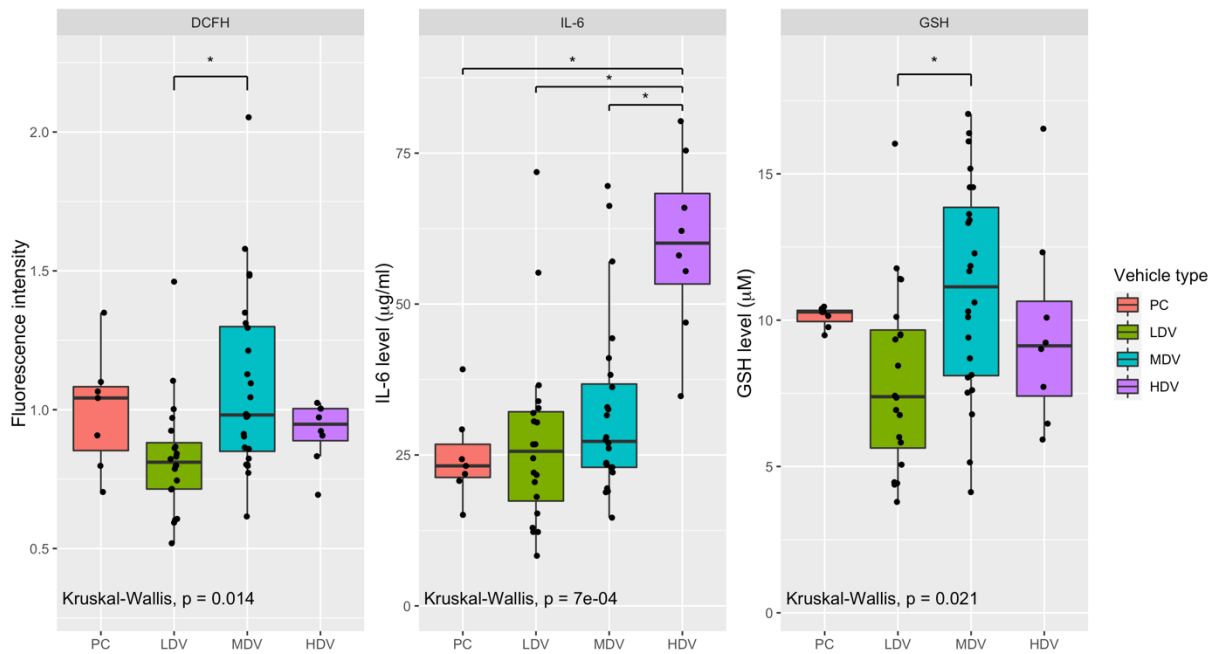 DCFH
IL-6
GSH
Fluorescence intensity
2.0
1.5
1.0
0.5
*
Kruskal-Wallis, p = 0.014
PC
LDV
MDV
HDV
IL-6 level (μg/ml)
75
50
25
0
*
*
*
Kruskal-Wallis, p = 7e-04
PC
LDV
MDV
HDV
GSH level (μM)
15
10
5
0
*
Kruskal-Wallis, p = 0.021
PC
LDV
MDV
HDV
Vehicle type
PC
LDV
MDV
HDV